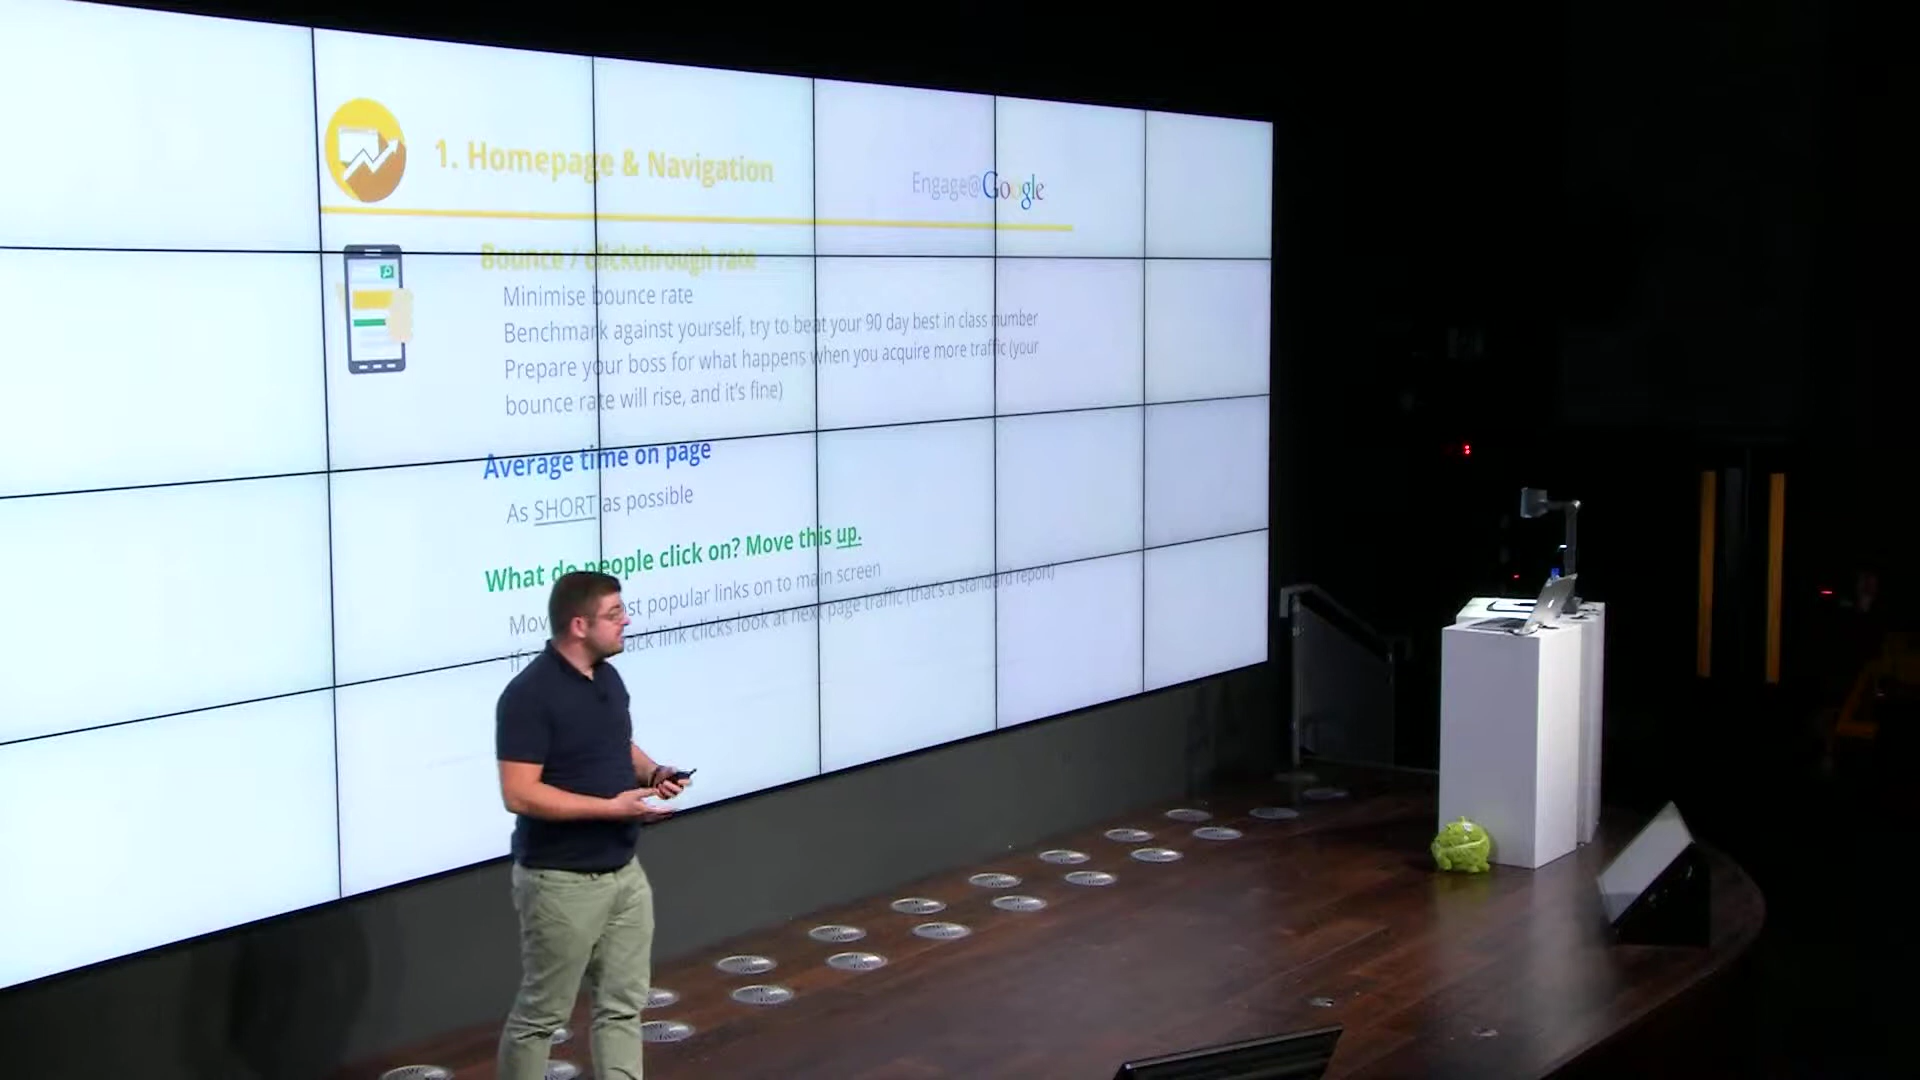 1. Homepage & Navigation
Engage@Google
Bounce / clickthrough rate
Minimise bounce rate
Benchmark against yourself, try to beat your 90 day best in class number
Prepare your boss for what happens when you acquire more traffic (your
bounce rate will rise, and it's fine)
Average time on page
As SHORT as possible
What do people click on? Move this up.
popular links on to main screen
link clicks look at next page traffic (that's a standard report)